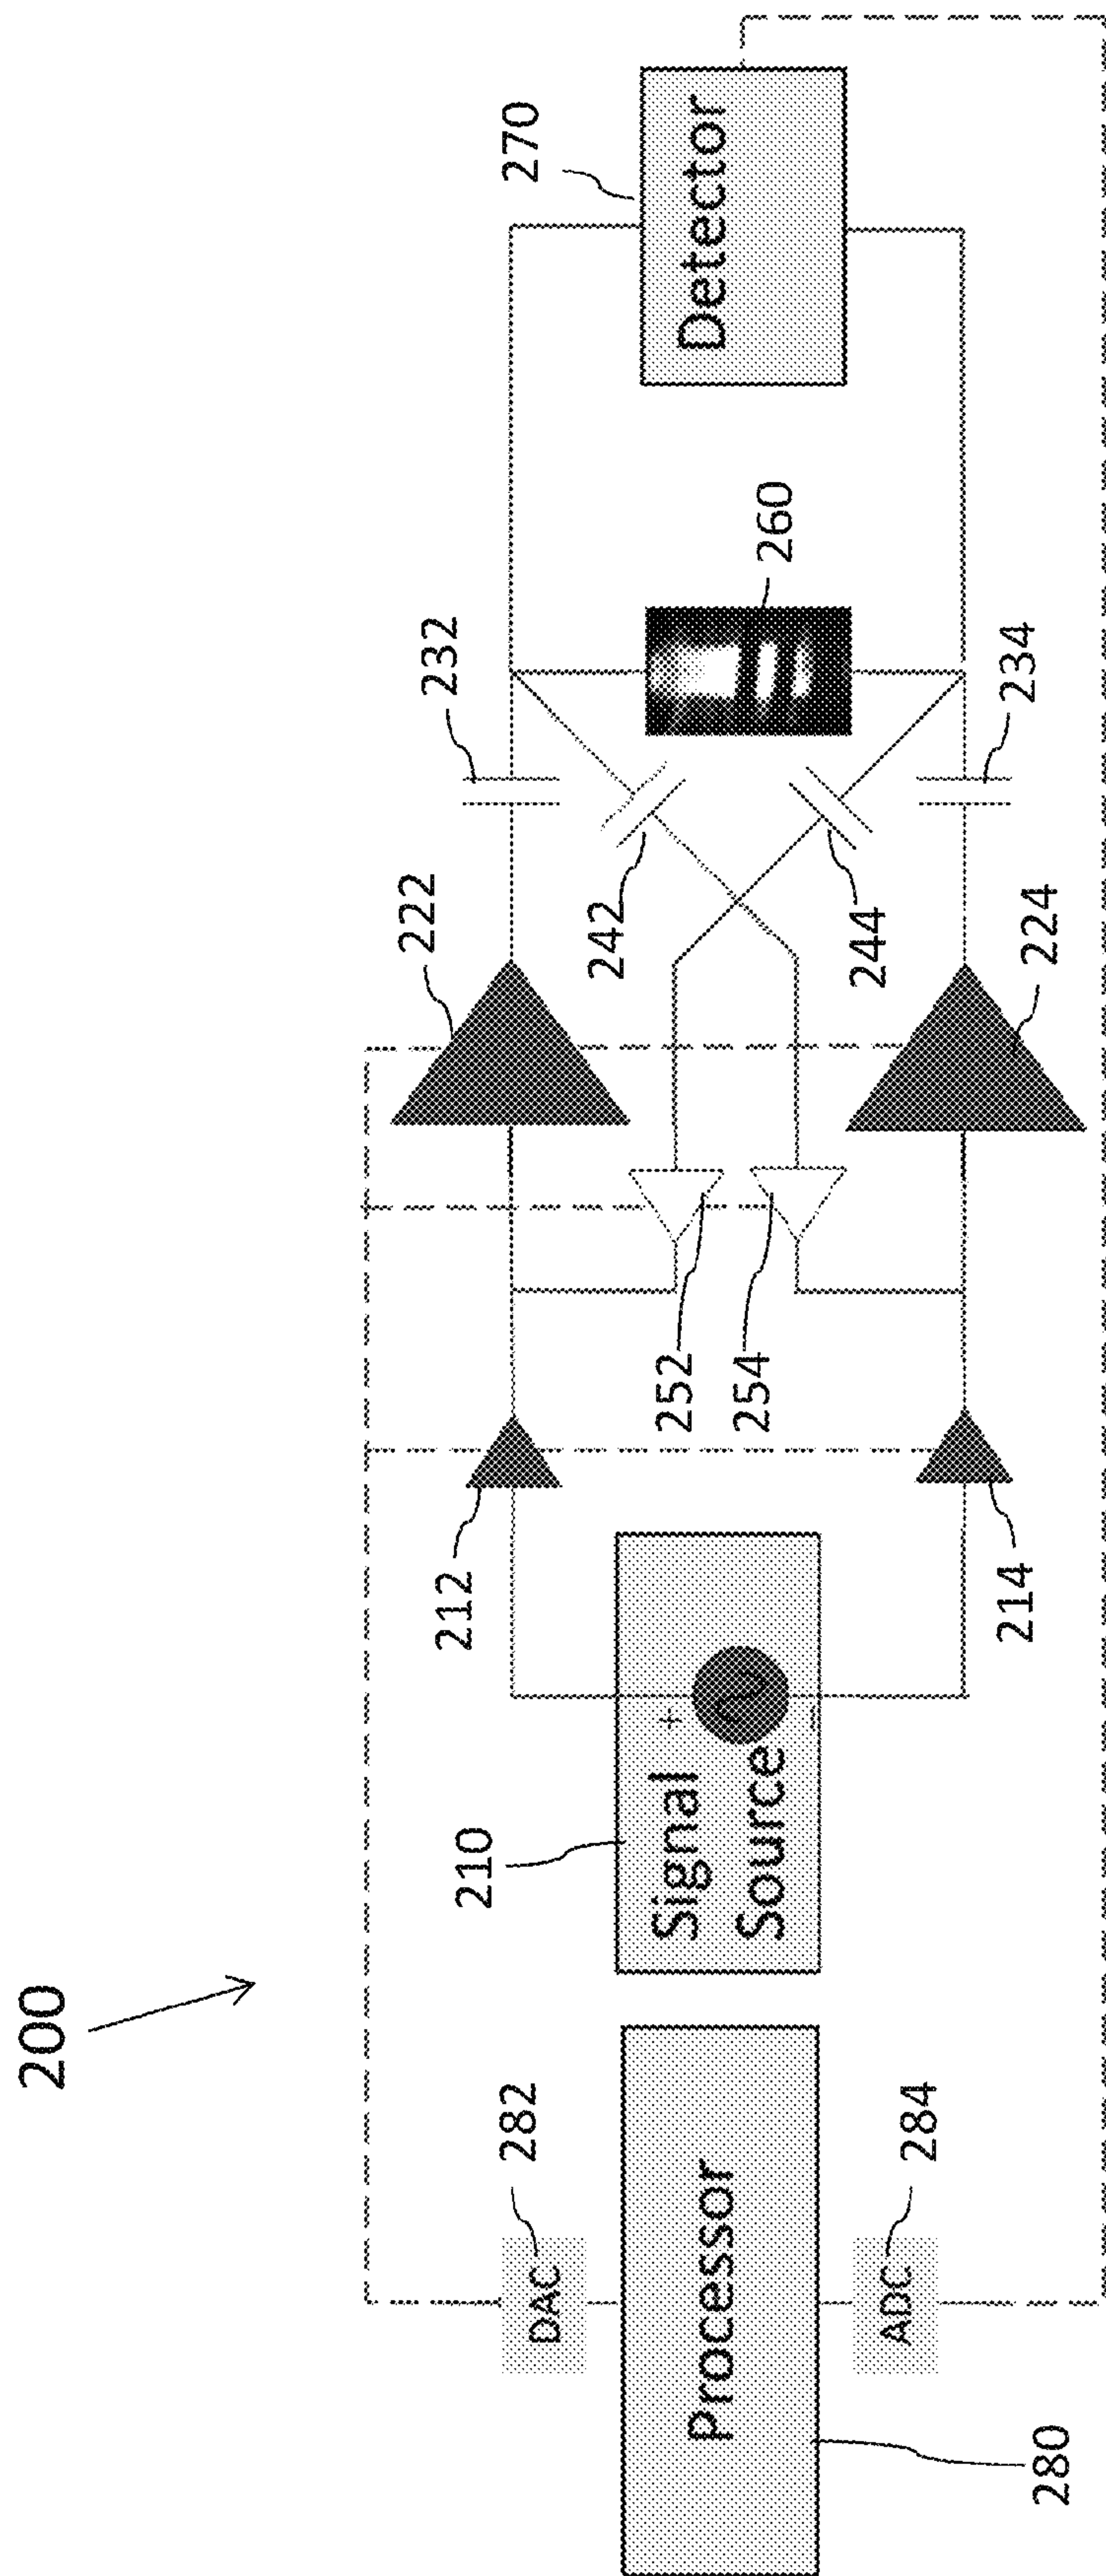 200
270
Detector
232
260
222
242
244
234
224
252
254
212
214
210
Signal +
Source -
282
DAC
Processor
ADC
284
280